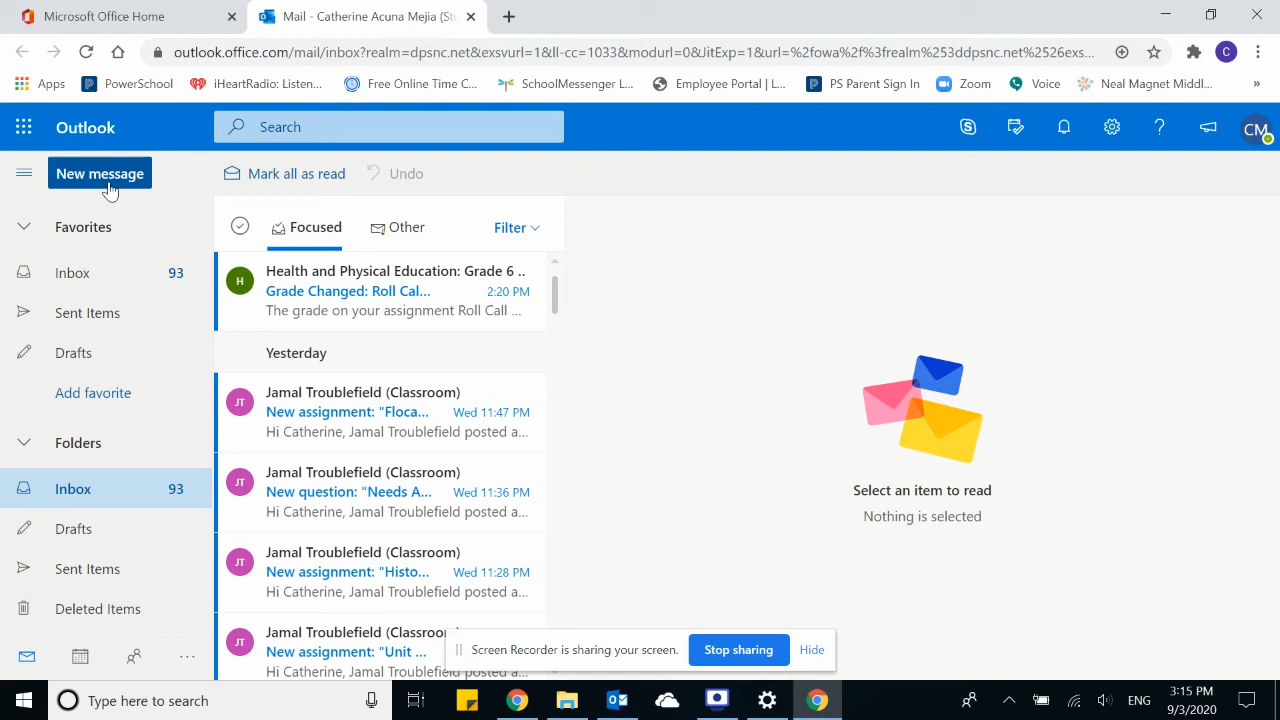 Microsoft Office Home
Mail - Catherine Acuna Mejia (Stu
outlook.office.com/mail/inbox?realm=dpsnc.net&exsvurl=1&ll-cc=1033&modurl=0&JitExp=1&url=%2fowa%2f%3frealm%253ddpsnc.net%2526exs...
C
Apps
PowerSchool
iHeartRadio: Listen...
Free Online Time C...
SchoolMessenger L...
Employee Portal | L...
PS Parent Sign In
Zoom
Voice
Neal Magnet Middl...
»
Outlook
Search
CM
New message
Mark all as read
Undo
Favorites
Inbox 93
Sent Items
Drafts
Add favorite
Folders
Inbox 93
Drafts
Sent Items
Deleted Items
Focused
Other
Filter
H
Health and Physical Education: Grade 6 ..
Grade Changed: Roll Cal... 2:20 PM
The grade on your assignment Roll Call ...
Yesterday
JT
Jamal Troublefield (Classroom)
New assignment: "Floca... Wed 11:47 PM
Hi Catherine, Jamal Troublefield posted a...
JT
Jamal Troublefield (Classroom)
New question: "Needs A... Wed 11:36 PM
Hi Catherine, Jamal Troublefield posted a...
JT
Jamal Troublefield (Classroom)
New assignment: "Histo... Wed 11:28 PM
Hi Catherine, Jamal Troublefield posted a...
JT
Jamal Troublefield (Classroo
New assignment: "Unit ...
Hi Catherine, Jamal Troublefield posted a...
Select an item to read
Nothing is selected
Screen Recorder is sharing your screen.
Stop sharing
Hide
Type here to search
ENG
3:15 PM
9/3/2020